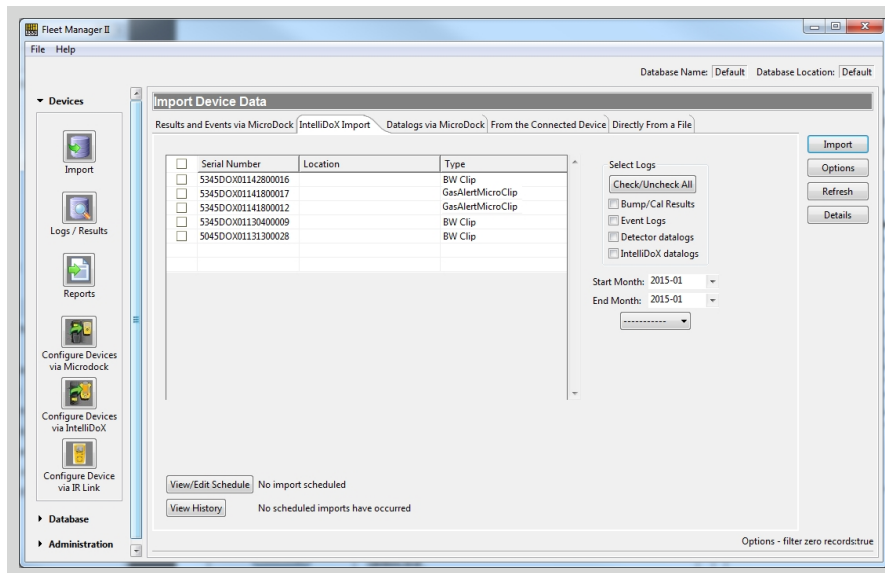 Fleet Manager II
File Help
Database Name: Default Database Location: Default
Devices
Import
Logs / Results
Reports
Configure Devices
via Microdock
Configure Devices
via IntelliDoX
Configure Device
via IR Link
Database
Administration
Import Device Data
Results and Events via MicroDock IntelliDoX Import Datalogs via MicroDock From the Connected Device Directly From a File
Serial Number Location Type
5345DOX01142800016 BW Clip
5345DOX01141800017 GasAlertMicroClip
5345DOX01141800012 GasAlertMicroClip
5345DOX01130400009 BW Clip
5045DOX01131300028 BW Clip
Select Logs
Check/Uncheck All
Bump/Cal Results
Event Logs
Detector datalogs
IntelliDoX datalogs
Start Month: 2015-01
End Month: 2015-01
-----------
Import
Options
Refresh
Details
View/Edit Schedule No import scheduled
View History No scheduled imports have occurred
Options - filter zero records:true